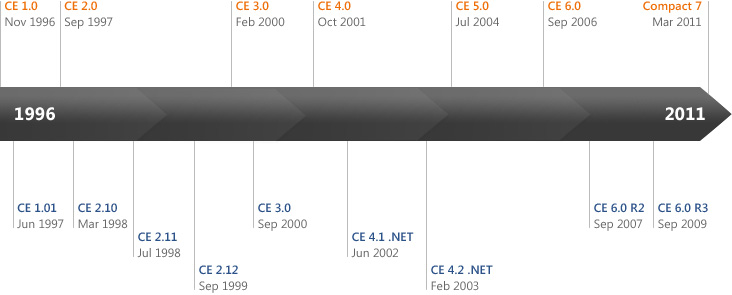 CE 1.0
Nov 1996
CE 2.0
Sep 1997
CE 3.0
Feb 2000
CE 4.0
Oct 2001
CE 5.0
Jul 2004
CE 6.0
Sep 2006
Compact 7
Mar 2011
1996
2011
CE 1.01
Jun 1997
CE 2.10
Mar 1998
CE 2.11
Jul 1998
CE 2.12
Sep 1999
CE 3.0
Sep 2000
CE 4.1 .NET
Jun 2002
CE 4.2 .NET
Feb 2003
CE 6.0 R2
Sep 2007
CE 6.0 R3
Sep 2009